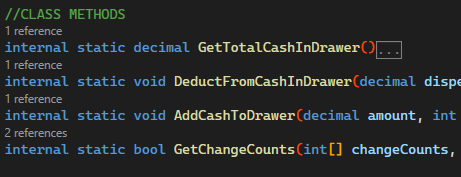 //CLASS METHODS
1 reference
internal static decimal GetTotalCashInDrawer()...
1 reference
internal static void DeductFromCashInDrawer(decimal dispe
1 reference
internal static void AddCashToDrawer(decimal amount, int
2 references
internal static bool GetChangeCounts(int[] changeCounts,